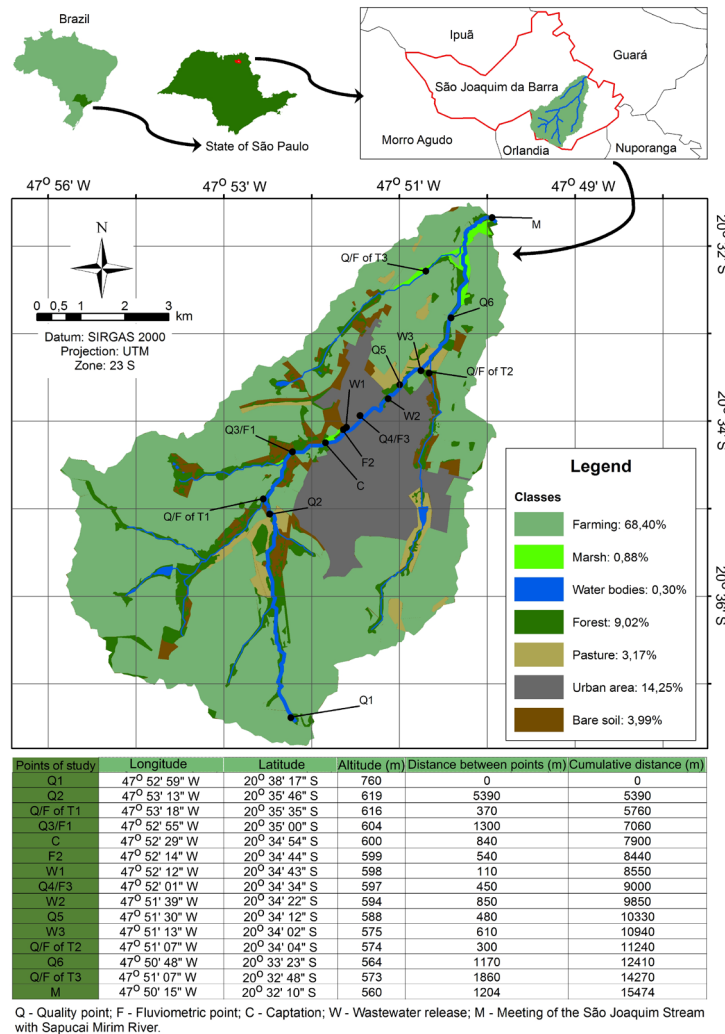 Brazil
State of São Paulo
Ipuã
Guará
São Joaquim da Barra
Morro Agudo
Orlandia
Nuporanga
47° 56' W
47° 53' W
47° 51' W
47° 49' W
20° 32' S
20° 34' S
20° 36' S
N
0 0,5 1 2 3
km
Datum: SIRGAS 2000
Projection: UTM
Zone: 23 S
M
Q/F of T3
Q6
W3
Q5
Q/F of T2
W1
W2
Q3/F1
Q4/F3
F2
C
Q/F of T1
Q2
Q1
Legend
Classes
Farming: 68,40%
Marsh: 0,88%
Water bodies: 0,30%
Forest: 9,02%
Pasture: 3,17%
Urban area: 14,25%
Bare soil: 3,99%
Points of study Longitude Latitude Altitude (m) Distance between points (m) Cumulative distance (m)
Q1 47° 52' 59" W 20° 38' 17" S 760 0 0
Q2 47° 53' 13" W 20° 35' 46" S 619 5390 5390
Q/F of T1 47° 53' 18" W 20° 35' 35" S 616 370 5760
Q3/F1 47° 52' 55" W 20° 35' 00" S 604 1300 7060
C 47° 52' 29" W 20° 34' 54" S 600 840 7900
F2 47° 52' 14" W 20° 34' 44" S 599 540 8440
W1 47° 52' 12" W 20° 34' 43" S 598 110 8550
Q4/F3 47° 52' 01" W 20° 34' 34" S 597 450 9000
W2 47° 51' 39" W 20° 34' 22" S 594 850 9850
Q5 47° 51' 30" W 20° 34' 12" S 588 480 10330
W3 47° 51' 13" W 20° 34' 02" S 575 610 10940
Q/F of T2 47° 51' 07" W 20° 34' 04" S 574 300 11240
Q6 47° 50' 48" W 20° 33' 23" S 564 1170 12410
Q/F of T3 47° 51' 07" W 20° 32' 48" S 573 1860 14270
M 47° 50' 15" W 20° 32' 10" S 560 1204 15474
Q - Quality point; F - Fluviometric point; C - Captation; W - Wastewater release; M - Meeting of the São Joaquim Stream
with Sapucai Mirim River.